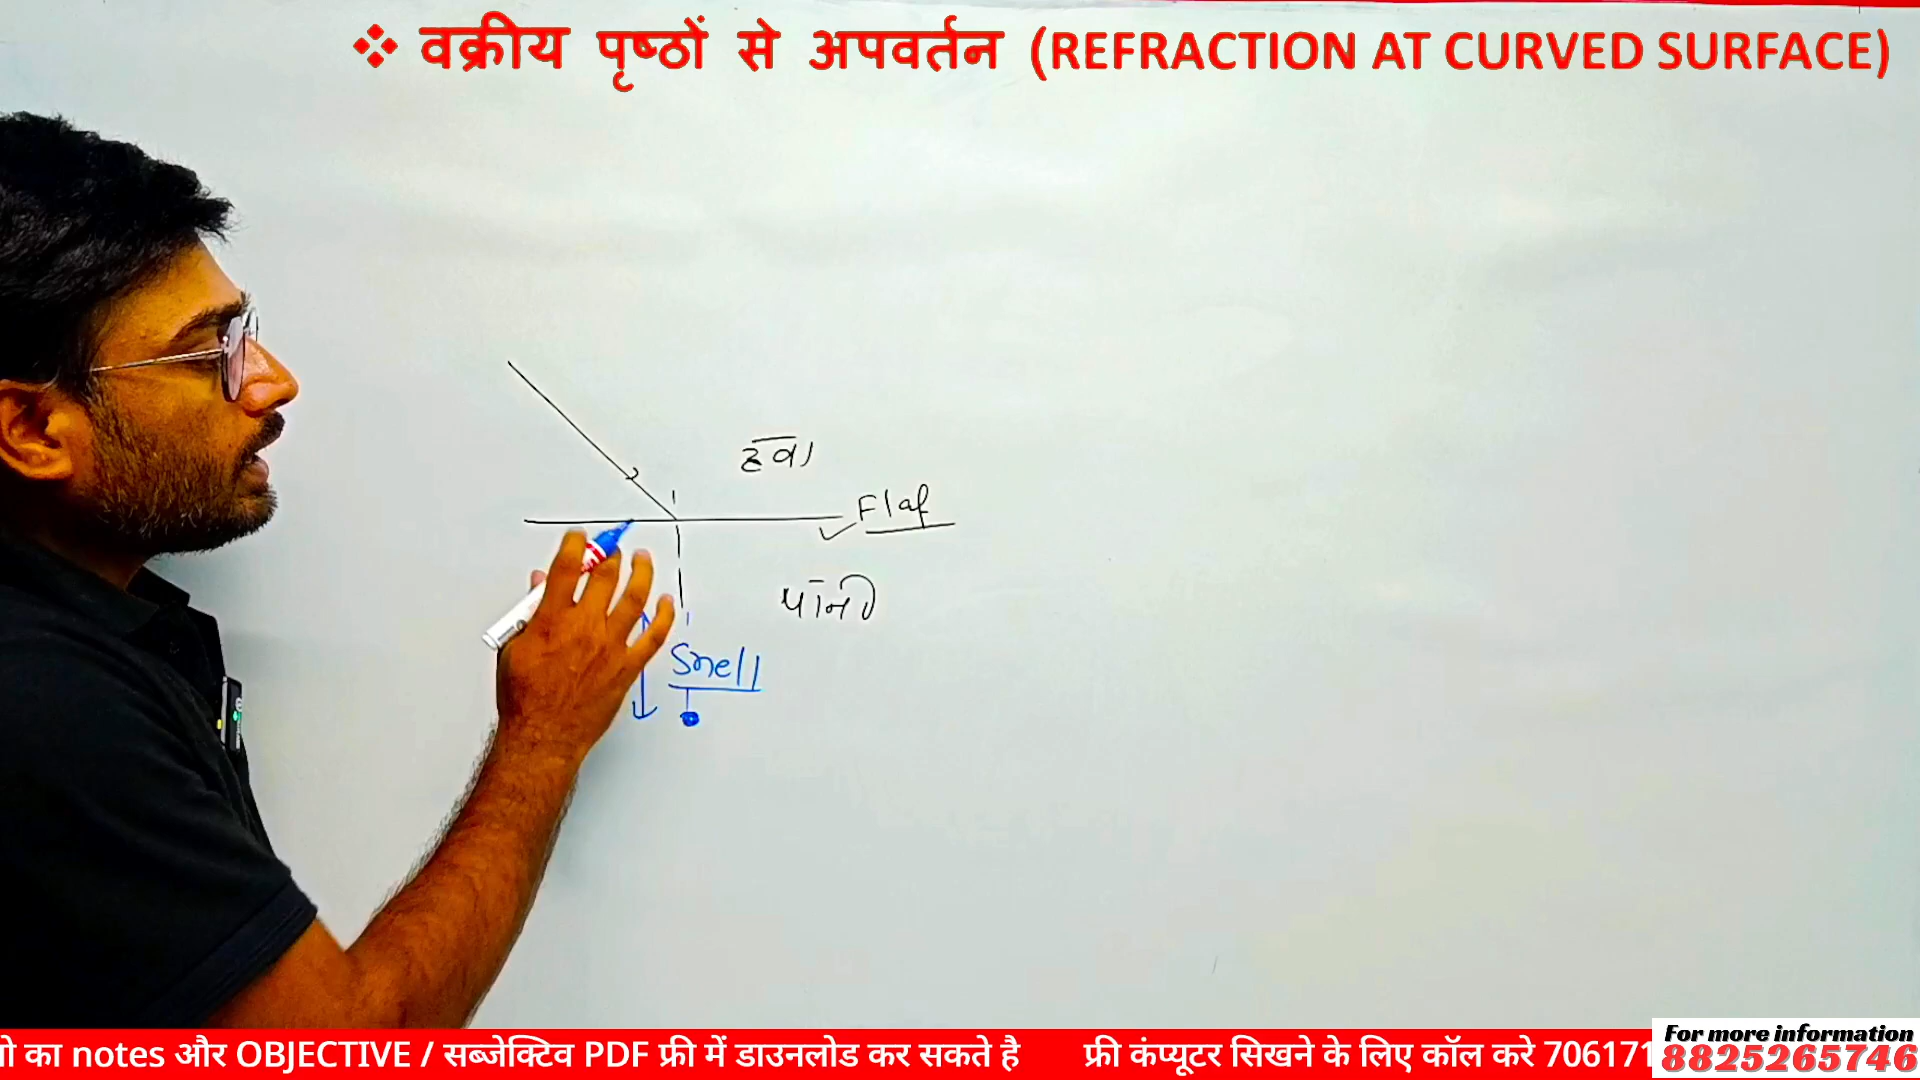 ❖ वक्रीय पृष्ठों से अपवर्तन (REFRACTION AT CURVED SURFACE)
हवा
Flat
पानी
Snell
ो का notes और OBJECTIVE / सब्जेक्टिव PDF फ्री में डाउनलोड कर सकते है फ्री कंप्यूटर सिखने के लिए कॉल करे 706171
For more information
8825265746